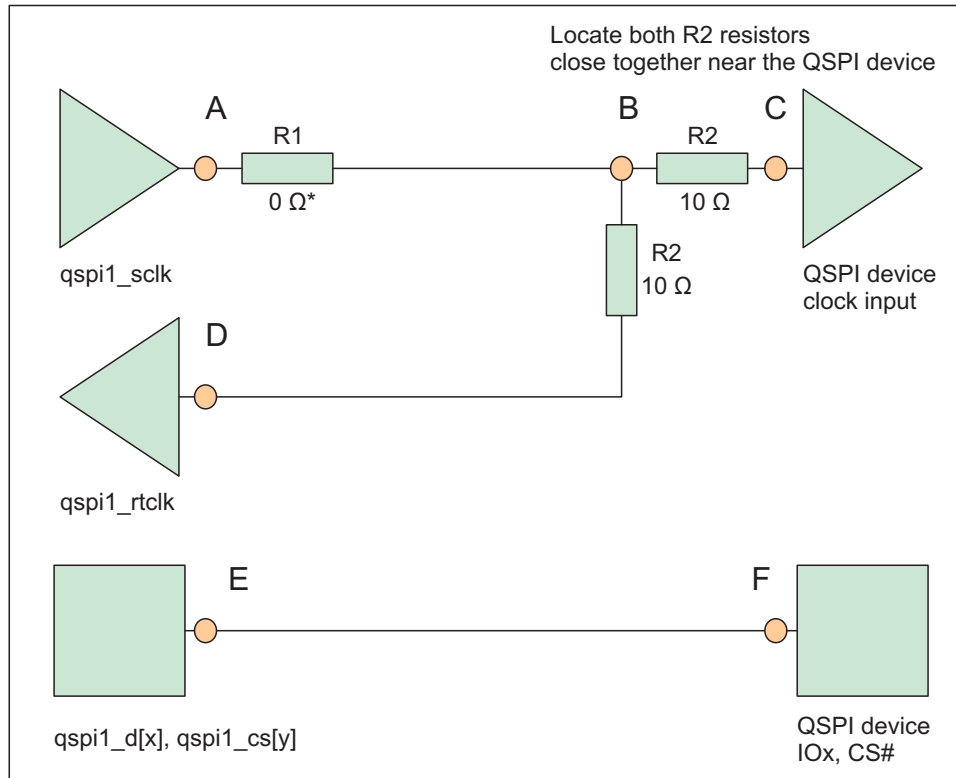 Locate both R2 resistors
close together near the QSPI device
A
B
C
R1
R2
0 Ω*
10 Ω
R2
10 Ω
qspi1_sclk
QSPI device
clock input
D
qspi1_rtclk
E
F
qspi1_d[x], qspi1_cs[y]
QSPI device
IOx, CS#